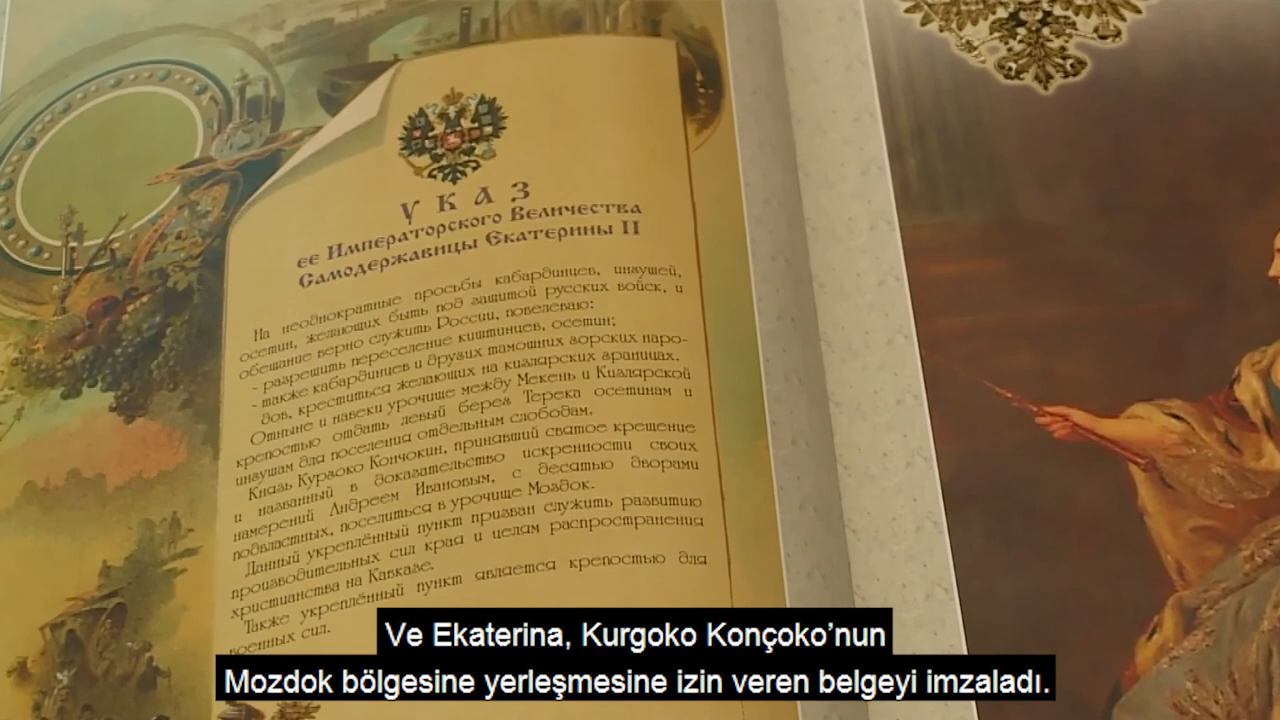 УКАЗ
ее Императорского Величества
Самодержавицы Екатерины II
На неоднократные просьбы кабардинцев, ингушей,
осетин, желающих быть под защитой русских войск, и
обещание верно служить России, повелеваю:
- разрешить переселение киштинцев, осетин;
- также кабардинцев и других тамошних горских наро-
дов, креститься желающих на кизлярских границах.
Отныне и навеки урочище между Мекень и Кизлярской
крепостью отдать левый берег Терека осетинам и
ингушам для поселения отдельным слободам.
Князь Кургоко Кончокин, принявший святое крещение
и названный в доказательство искренности своих
намерений Андреем Ивановым, с десятью дворами
подвластных, поселиться в урочище Моздок.
Данный укреплённый пункт призван служить развитию
производительных сил края и целям распространения
христианства на Кавказе.
Также укреплённый пункт является крепостью для
военных сил.
Ve Ekaterina, Kurgoko Konçoko’nun
Mozdok bölgesine yerleşmesine izin veren belgeyi imzaladı.